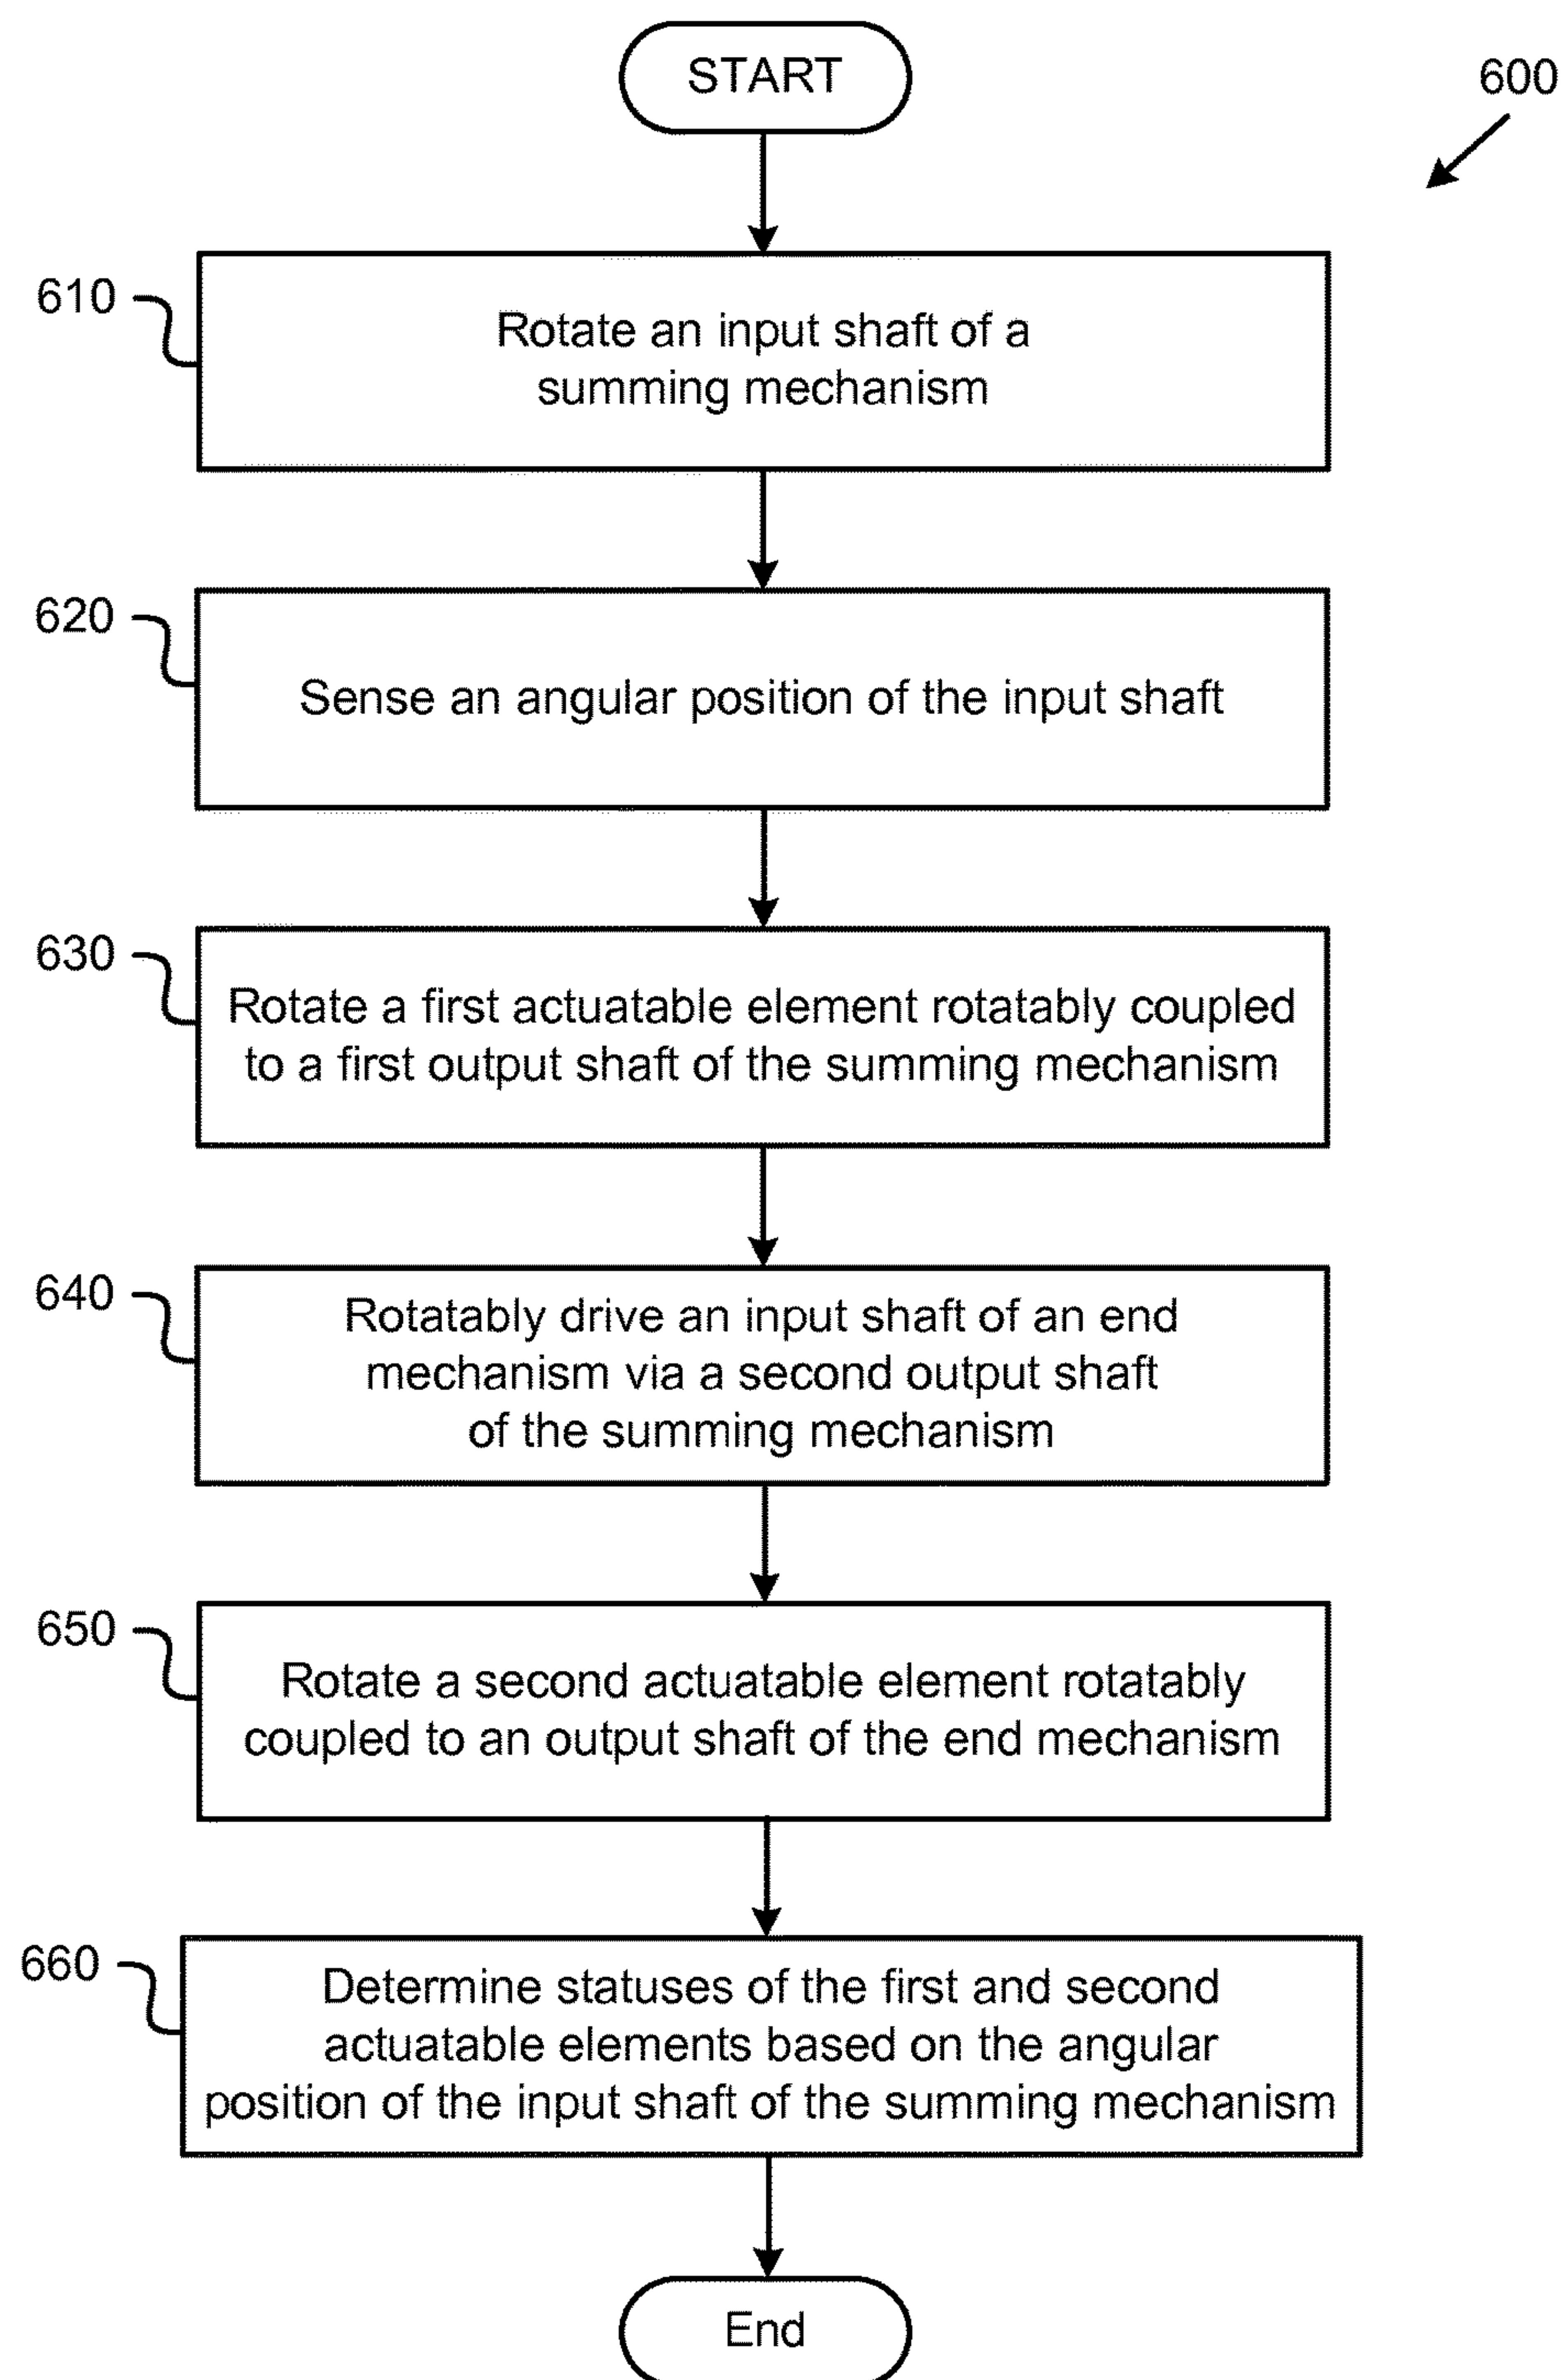 START
600
610
Rotate an input shaft of a
summing mechanism
620
Sense an angular position of the input shaft
630
Rotate a first actuatable element rotatably coupled
to a first output shaft of the summing mechanism
640
Rotatably drive an input shaft of an end
mechanism via a second output shaft
of the summing mechanism
650
Rotate a second actuatable element rotatably
coupled to an output shaft of the end mechanism
660
Determine statuses of the first and second
actuatable elements based on the angular
position of the input shaft of the summing mechanism
End